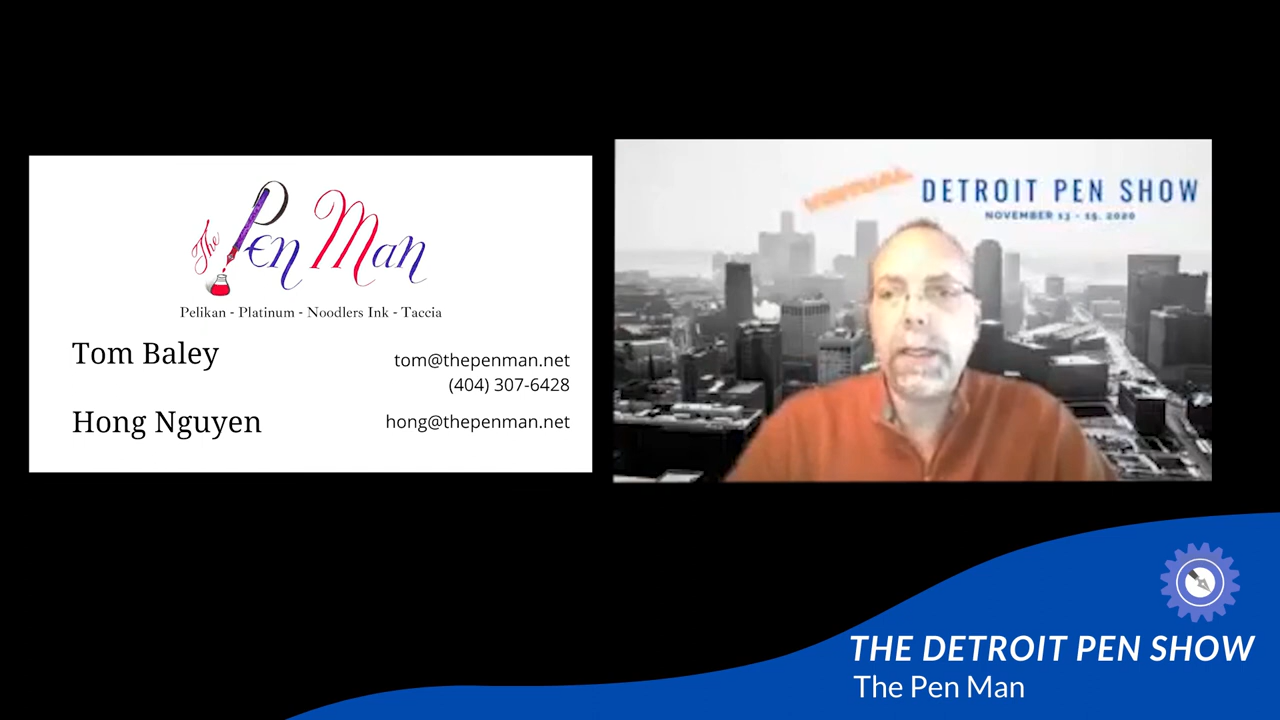 The Pen Man
Pelikan - Platinum - Noodlers Ink - Taccia
Tom Baley
tom@thepenman.net
(404) 307-6428
Hong Nguyen
hong@thepenman.net
VIRTUAL
DETROIT PEN SHOW
NOVEMBER 13 - 15, 2020
THE DETROIT PEN SHOW
The Pen Man